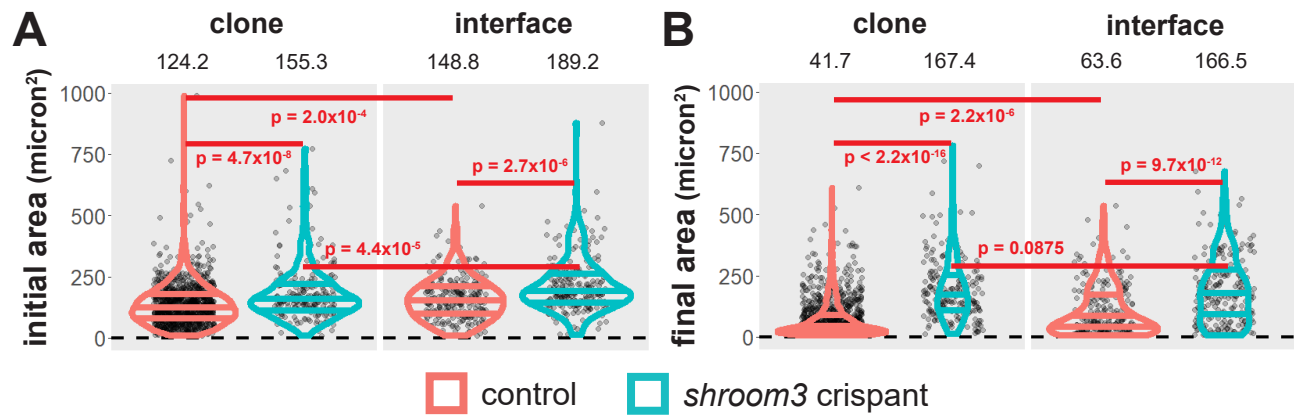 A
clone
interface
124.2
155.3
148.8
189.2
initial area (micron²)
1000
750
500
250
0
p = 2.0x10⁻⁴
p = 4.7x10⁻⁸
p = 2.7x10⁻⁶
p = 4.4x10⁻⁵
B
clone
interface
41.7
167.4
63.6
166.5
final area (micron²)
1000
750
500
250
0
p = 2.2x10⁻⁶
p < 2.2x10⁻¹⁶
p = 9.7x10⁻¹²
p = 0.0875
control
shroom3 crispant